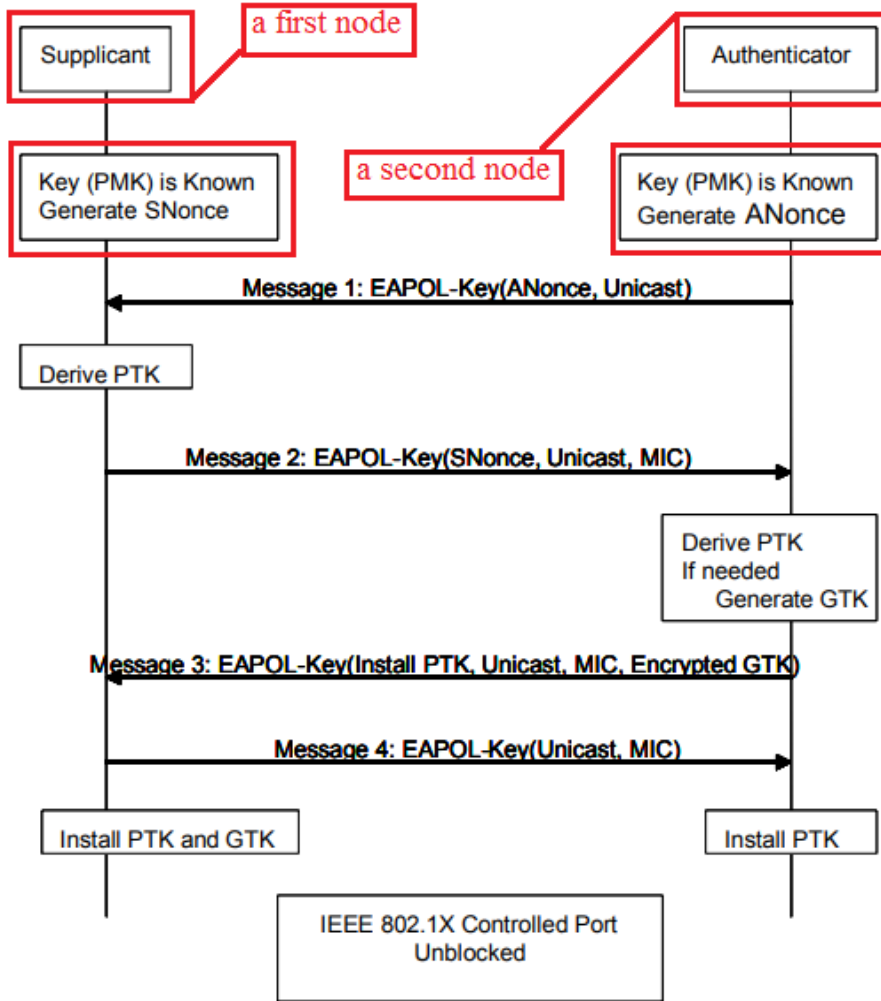 a first node
Supplicant
Authenticator
a second node
Key (PMK) is Known
Generate SNonce
Key (PMK) is Known
Generate ANonce
Message 1: EAPOL-Key(ANonce, Unicast)
Derive PTK
Message 2: EAPOL-Key(SNonce, Unicast, MIC)
Derive PTK
If needed
Generate GTK
Message 3: EAPOL-Key(Install PTK, Unicast, MIC, Encrypted GTK)
Message 4: EAPOL-Key(Unicast, MIC)
Install PTK and GTK
Install PTK
IEEE 802.1X Controlled Port
Unblocked